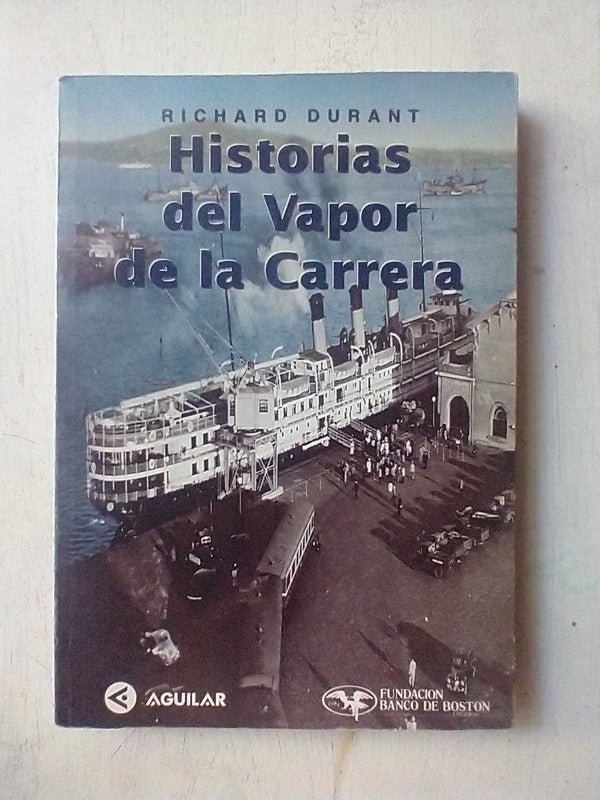 RICHARD DURANT
Historias
del Vapor
de la Carrera
AGUILAR
FUNDACION
BANCO DE BOSTON